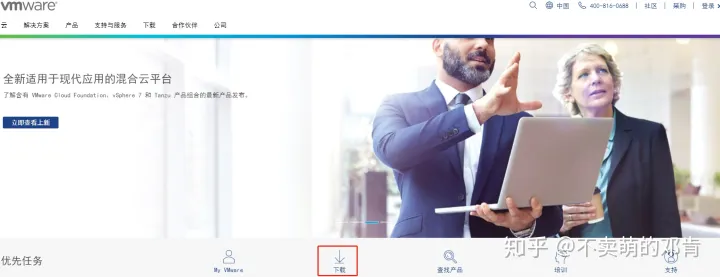 vmware®
中国
400-816-0688
社区
采购
登录
云
解决方案
产品
支持与服务
下载
合作伙伴
公司
全新适用于现代应用的混合云平台
了解含有 VMware Cloud Foundation、vSphere 7 和 Tanzu 产品组合的最新产品发布。
立即查看上新
知乎 @不卖萌的邓肯
优先任务
My VMware
下载
查找产品
培训
支持